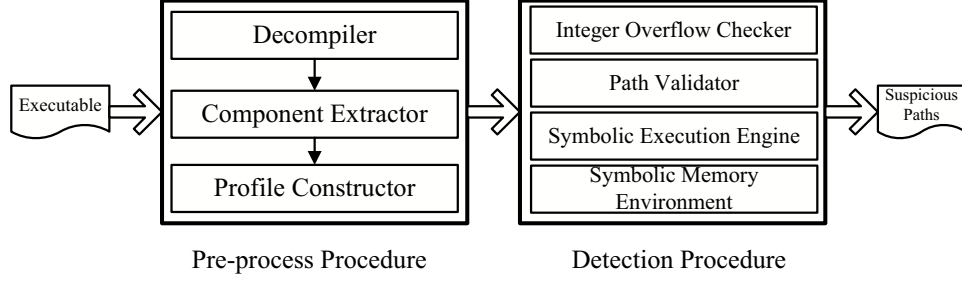 Executable
Decompiler
Component Extractor
Profile Constructor
Pre-process Procedure
Integer Overflow Checker
Path Validator
Symbolic Execution Engine
Symbolic Memory
Environment
Detection Procedure
Suspicious
Paths